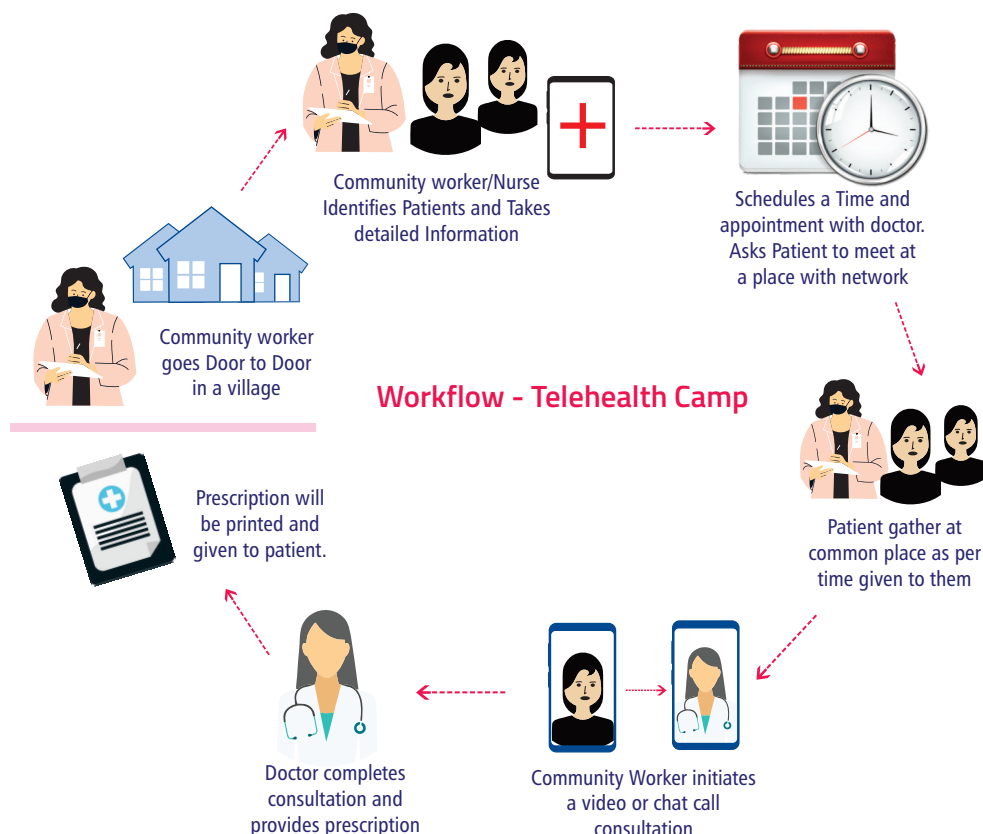 Community worker/Nurse
Identifies Patients and Takes
detailed Information
Schedules a Time and
appointment with doctor.
Asks Patient to meet at
a place with network
Community worker
goes Door to Door
in a village
Workflow - Telehealth Camp
Patient gather at
common place as per
time given to them
Prescription will
be printed and
given to patient.
Doctor completes
consultation and
provides prescription
Community Worker initiates
a video or chat call
consultation